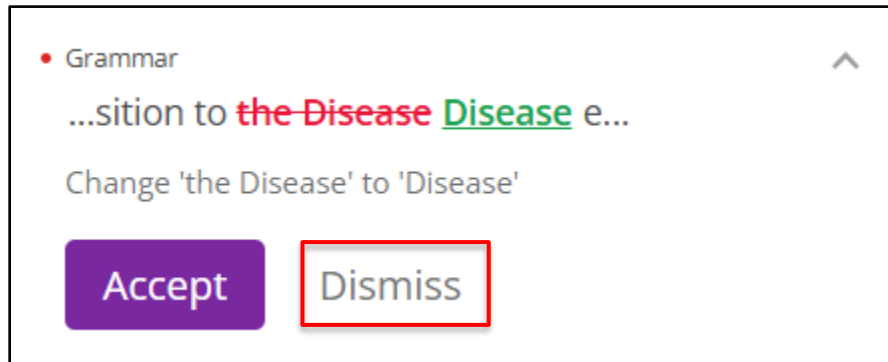 Grammar
...sition to the Disease Disease e...
Change 'the Disease' to 'Disease'
Accept Dismiss